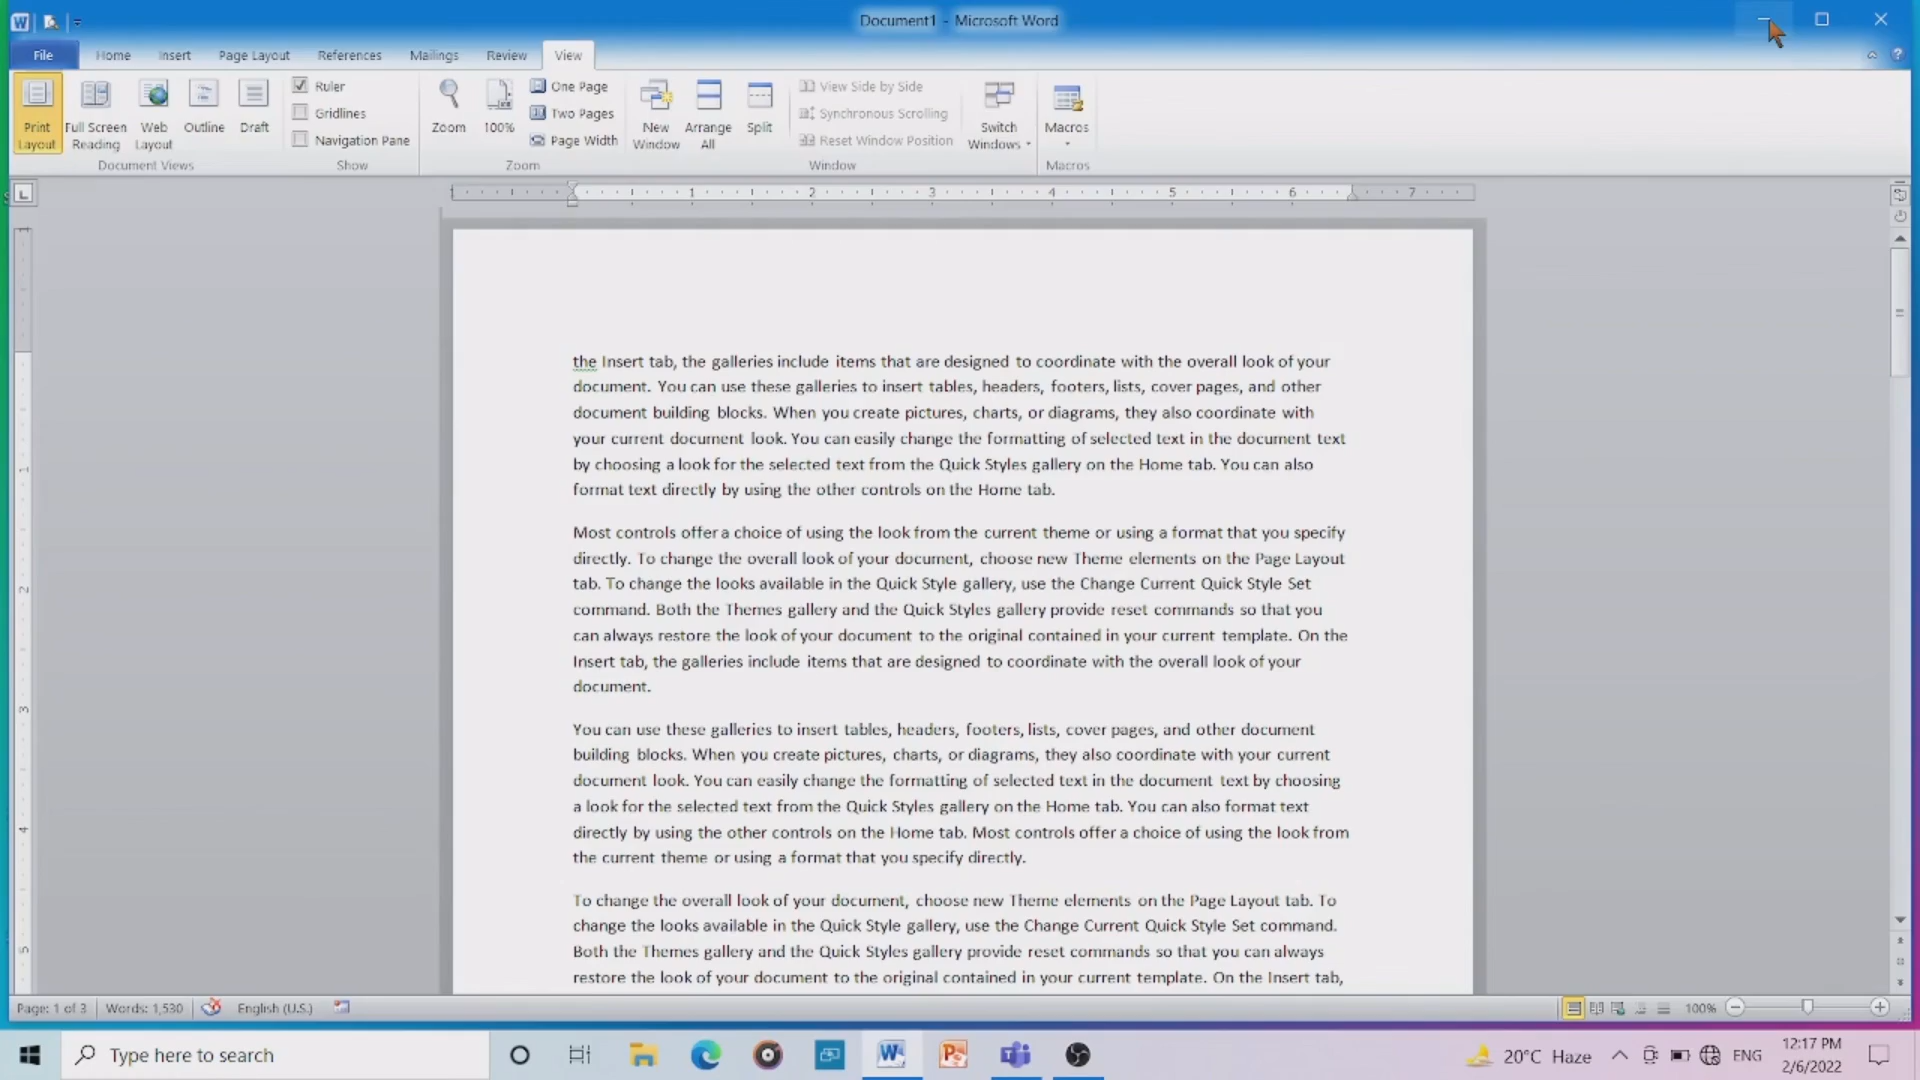 Document1 - Microsoft Word
File Home Insert Page Layout References Mailings Review View
Print Layout
Full Screen Reading
Web Layout
Outline
Draft
Document Views
Ruler
Gridlines
Navigation Pane
Show
Zoom
100%
One Page
Two Pages
Page Width
Zoom
New Window
Arrange All
Split
View Side by Side
Synchronous Scrolling
Reset Window Position
Switch Windows
Window
Macros
Macros
1 2 3 4 5 6 7
the Insert tab, the galleries include items that are designed to coordinate with the overall look of your
document. You can use these galleries to insert tables, headers, footers, lists, cover pages, and other
document building blocks. When you create pictures, charts, or diagrams, they also coordinate with
your current document look. You can easily change the formatting of selected text in the document text
by choosing a look for the selected text from the Quick Styles gallery on the Home tab. You can also
format text directly by using the other controls on the Home tab.
Most controls offer a choice of using the look from the current theme or using a format that you specify
directly. To change the overall look of your document, choose new Theme elements on the Page Layout
tab. To change the looks available in the Quick Style gallery, use the Change Current Quick Style Set
command. Both the Themes gallery and the Quick Styles gallery provide reset commands so that you
can always restore the look of your document to the original contained in your current template. On the
Insert tab, the galleries include items that are designed to coordinate with the overall look of your
document.
You can use these galleries to insert tables, headers, footers, lists, cover pages, and other document
building blocks. When you create pictures, charts, or diagrams, they also coordinate with your current
document look. You can easily change the formatting of selected text in the document text by choosing
a look for the selected text from the Quick Styles gallery on the Home tab. You can also format text
directly by using the other controls on the Home tab. Most controls offer a choice of using the look from
the current theme or using a format that you specify directly.
To change the overall look of your document, choose new Theme elements on the Page Layout tab. To
change the looks available in the Quick Style gallery, use the Change Current Quick Style Set command.
Both the Themes gallery and the Quick Styles gallery provide reset commands so that you can always
restore the look of your document to the original contained in your current template. On the Insert tab,
Page: 1 of 3 Words: 1,530 English (U.S.) 100%
Type here to search
20°C Haze ENG
12:17 PM
2/6/2022